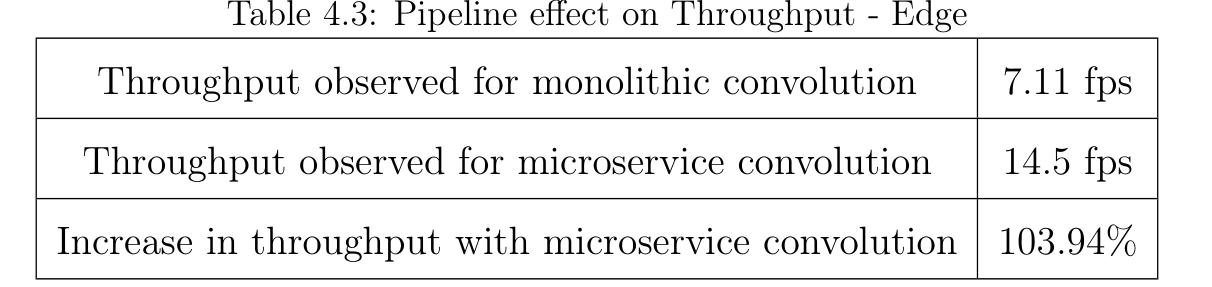 Table 4.3: Pipeline effect on Throughput - Edge
Throughput observed for monolithic convolution 7.11 fps
Throughput observed for microservice convolution 14.5 fps
Increase in throughput with microservice convolution 103.94%